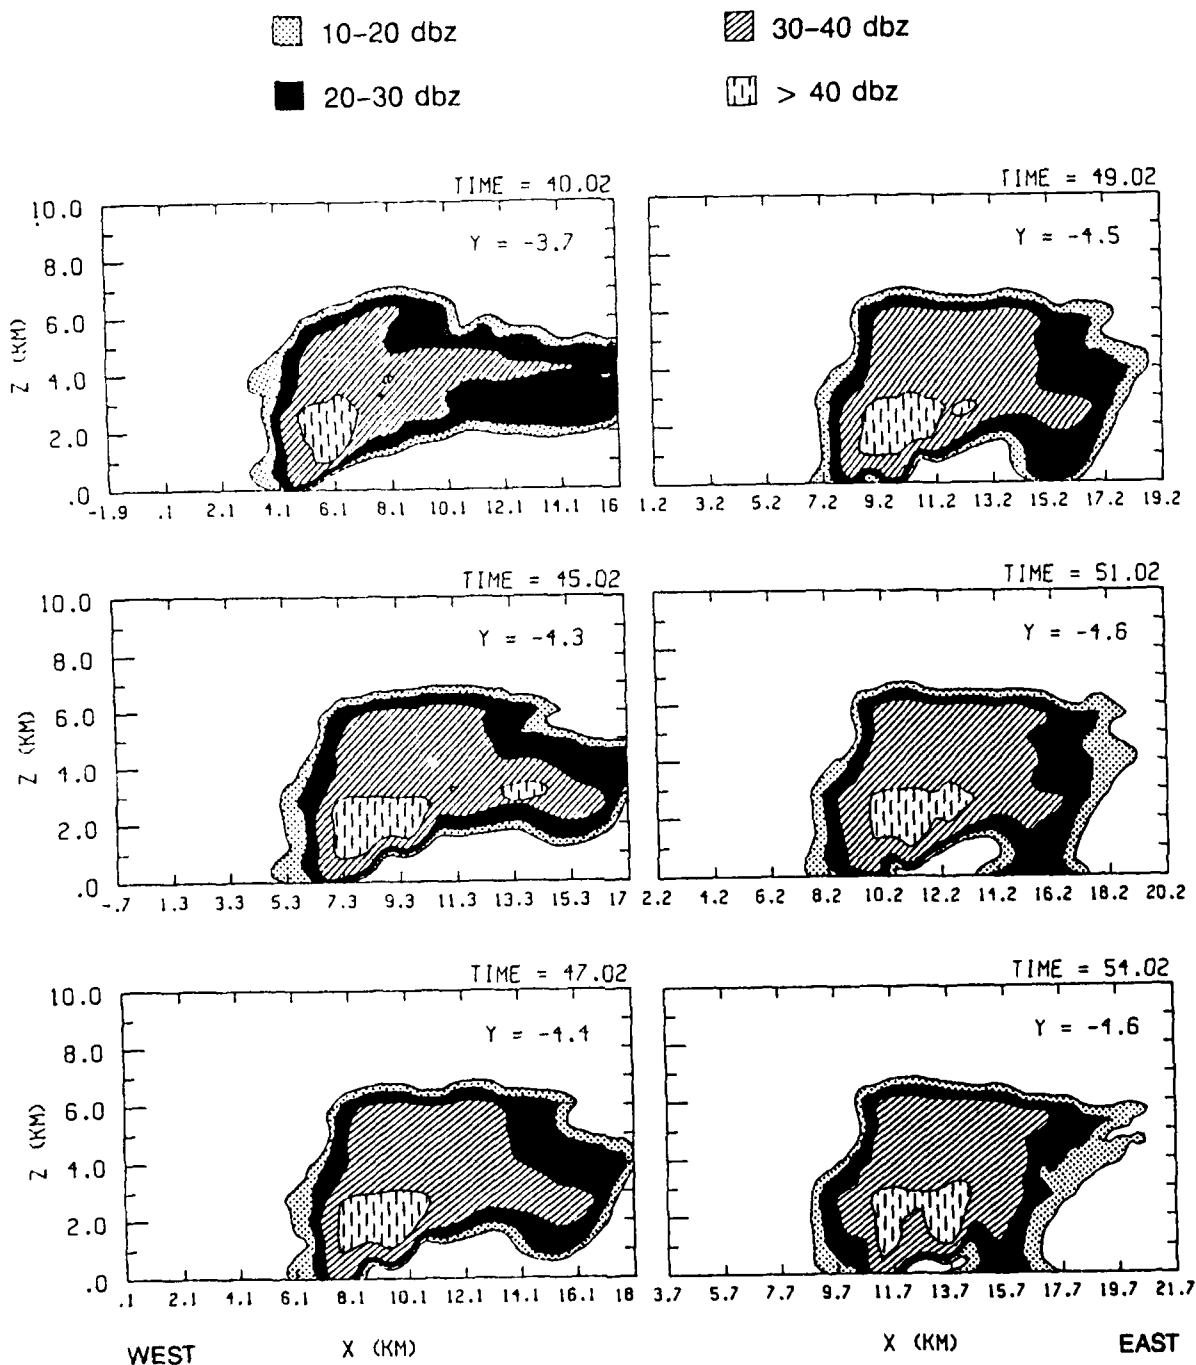 10-20 dbz
30-40 dbz
20-30 dbz
> 40 dbz
TIME = 40.02
Y = -3.7
10.0
8.0
6.0
4.0
2.0
.0
Z (KM)
-1.9 .1 2.1 4.1 6.1 8.1 10.1 12.1 14.1 16
TIME = 49.02
Y = -4.5
1.2 3.2 5.2 7.2 9.2 11.2 13.2 15.2 17.2 19.2
TIME = 45.02
Y = -4.3
10.0
8.0
6.0
4.0
2.0
.0
Z (KM)
-.7 1.3 3.3 5.3 7.3 9.3 11.3 13.3 15.3 17
TIME = 51.02
Y = -4.6
2.2 4.2 6.2 8.2 10.2 12.2 14.2 16.2 18.2 20.2
TIME = 47.02
Y = -4.4
10.0
8.0
6.0
4.0
2.0
.0
Z (KM)
.1 2.1 4.1 6.1 8.1 10.1 12.1 14.1 16.1 18
TIME = 54.02
Y = -4.6
3.7 5.7 7.7 9.7 11.7 13.7 15.7 17.7 19.7 21.7
WEST
X (KM)
X (KM)
EAST